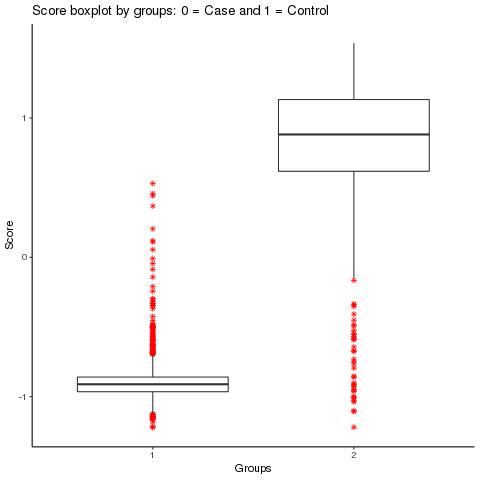 Score boxplot by groups: 0 = Case and 1 = Control
Score
1
0
-1
1 2
Groups